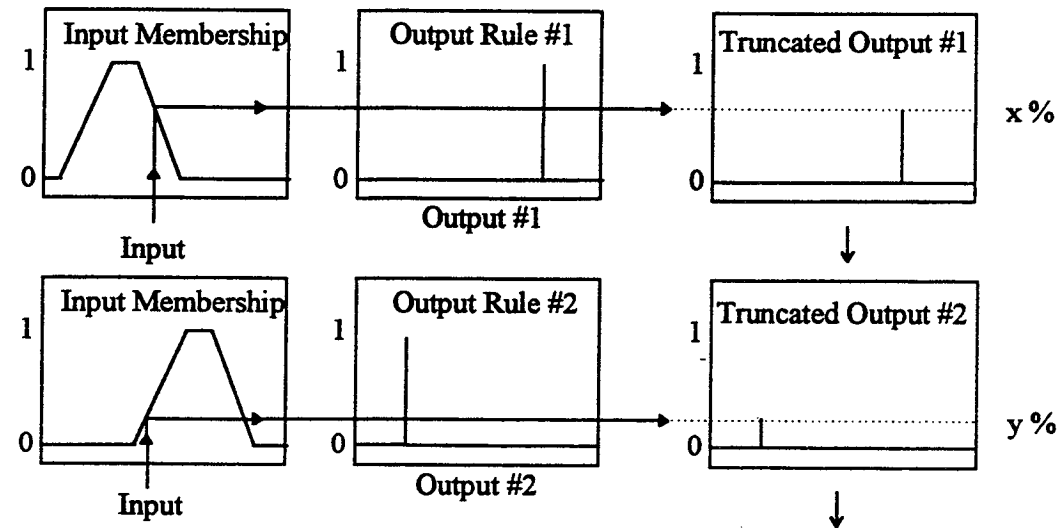 Input Membership
Output Rule #1
Truncated Output #1
1
1
1
x %
0
0
0
Output #1
Input
Input Membership
Output Rule #2
Truncated Output #2
1
1
1
y %
0
0
0
Output #2
Input